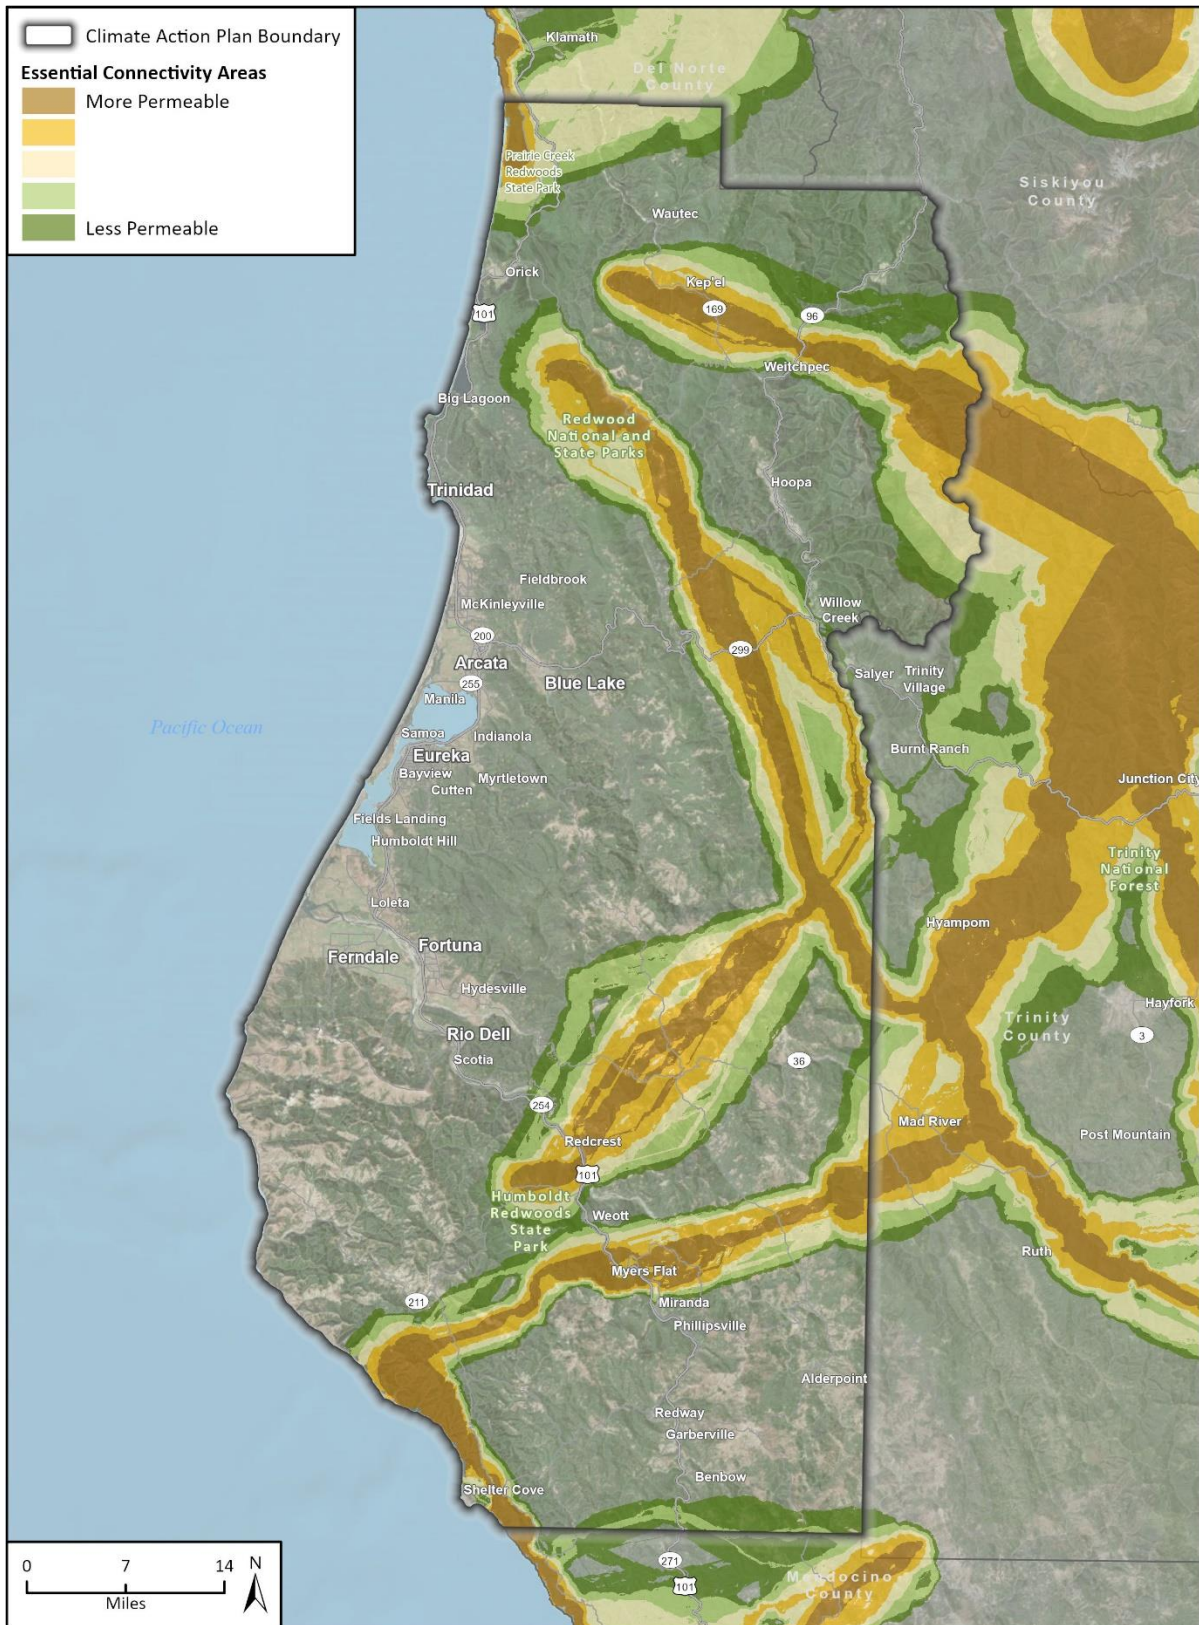 Climate Action Plan Boundary
Essential Connectivity Areas
More Permeable
Less Permeable
Klamath
Del Norte
County
Prairie Creek
Redwoods
State Park
Siskiyou
County
Wautec
Orick
Kep'el
101
169
96
Weitchpec
Big Lagoon
Redwood
National and
State Parks
Hoopa
Trinidad
Fieldbrook
McKinleyville
Willow
Creek
200
299
Arcata
Blue Lake
Salyer
Trinity
Village
255
Manila
Pacific Ocean
Samoa
Indianola
Eureka
Burnt Ranch
Bayview
Myrtletown
Cutten
Junction City
Fields Landing
Humboldt Hill
Trinity
National
Forest
Loleta
Hyampom
Fortuna
Ferndale
Hydesville
Hayfork
Trinity
County
3
Rio Dell
Scotia
36
254
Mad River
Redcrest
Post Mountain
101
Humboldt
Redwoods
State
Park
Weott
Ruth
Myers Flat
211
Miranda
Phillipsville
Alderpoint
Redway
Garberville
Benbow
Shelter Cove
271
101
Mendocino
County
0 7 14
Miles
N